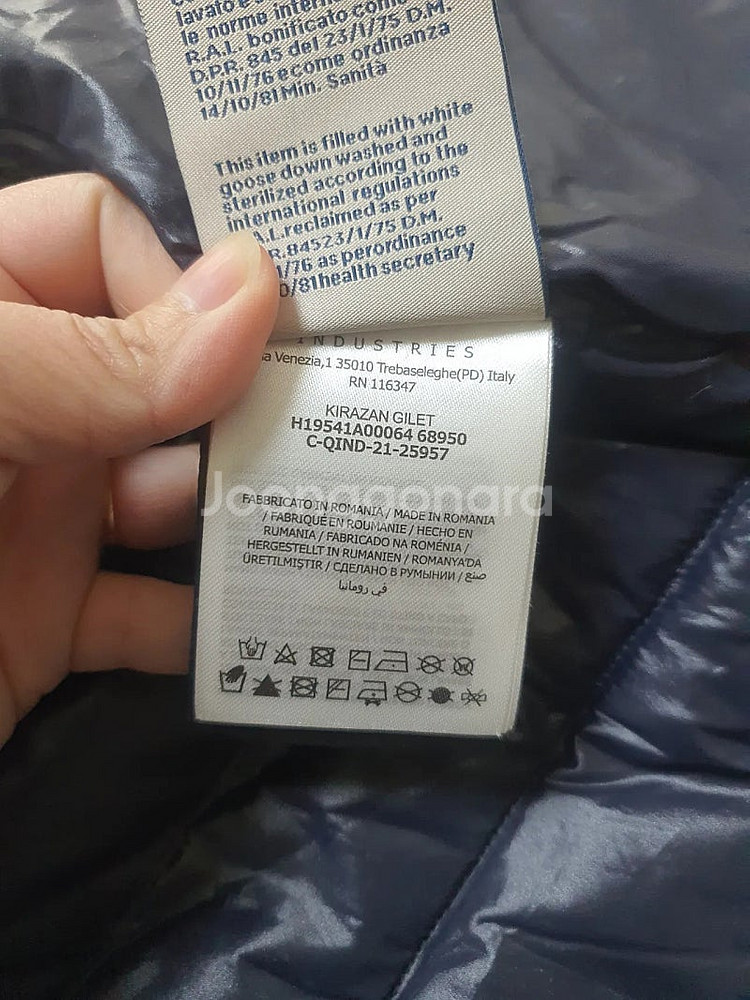 lavato e
le norme inter
R.A.L. bonificato come
D.P.R. 845 del 23/1/75 D.M.
10/11/76 e come ordinanza
14/10/81 Min. Sanità
This item is filled with white
goose down washed and
sterilized according to the
international regulations
A.L.reclaimed as per
R.84523/1/75 D.M.
1/76 as perordinance
0/81health secretary
INDUSTRIES
a Venezia,1 35010 Trebaseleghe(PD) Italy
RN 116347
KIRAZAN GILET
H19541A00064 68950
C-QIND-21-25957
Joongonara
FABBRICATO IN ROMANIA / MADE IN ROMANIA
/ FABRIQUÉ EN ROUMANIE / HECHO EN
RUMANIA / FABRICADO NA ROMÉNIA /
HERGESTELLT IN RUMANIEN / ROMANYA'DA
ÜRETILMIŞTIR / СДЕЛАНО В РУМЫНИИ / صنع
في رومانيا